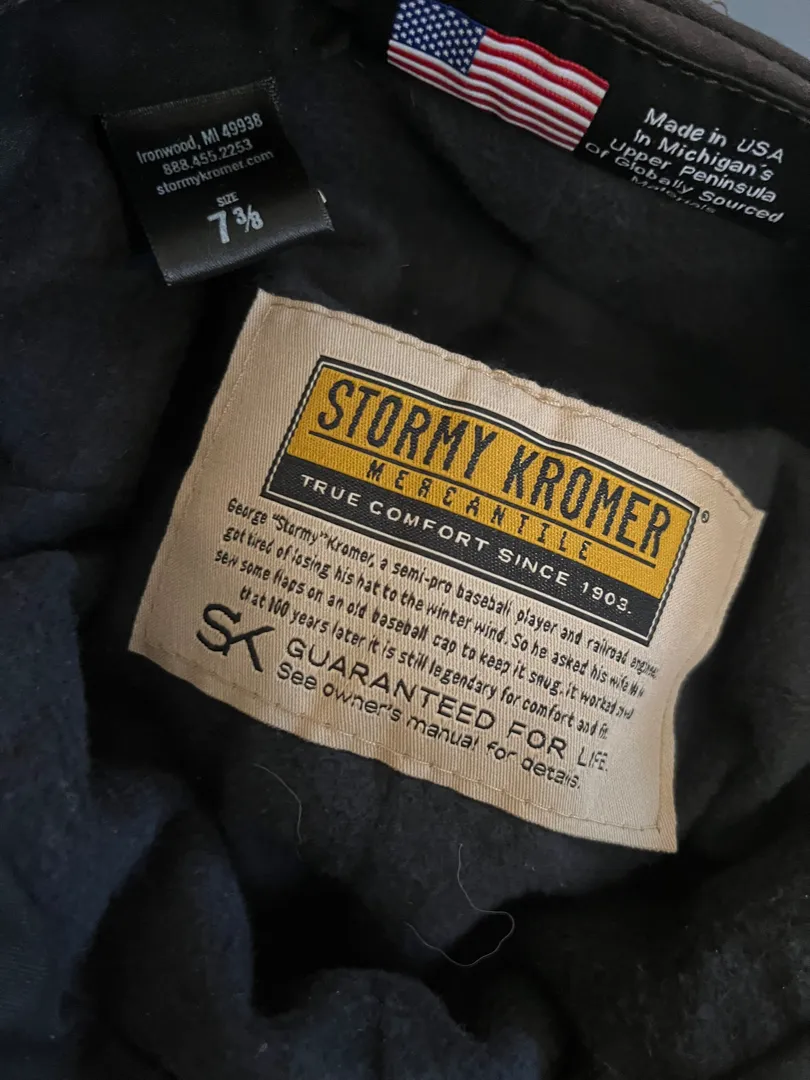 Ironwood, MI 49938
888.455.2253
stormykromer.com
SIZE
7 3/8
Made in USA
In Michigan's
Upper Peninsula
Of Globally Sourced
Materials
STORMY KROMER
MERCANTILE
TRUE COMFORT SINCE 1903.
®
George "Stormy" Kromer, a semi-pro baseball player and railroad engineer
got tired of losing his hat to the winter wind. So he asked his wife
sew some flaps on an old baseball cap to keep it snug. it worked
that 100 years later it is still legendary for comfort and fit.
SK
GUARANTEED FOR LIFE.
See owner's manual for details.